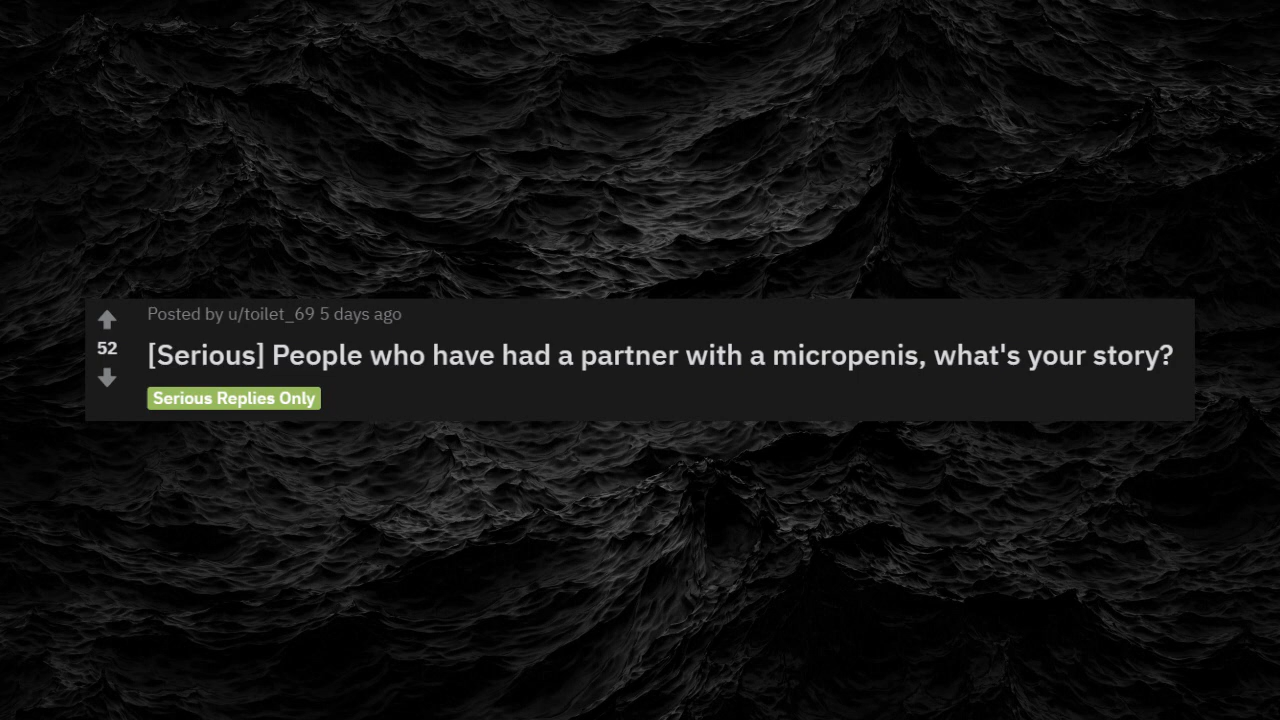 Posted by u/toilet_69 5 days ago
52
[Serious] People who have had a partner with a micropenis, what's your story?
Serious Replies Only